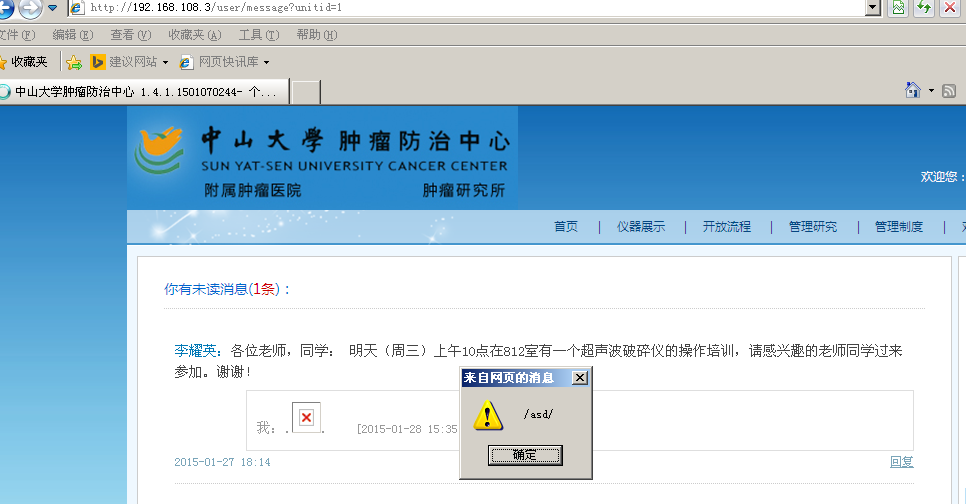 http://192.168.108.3/user/message?unitid=1
文件(F) 编辑(E) 查看(V) 收藏夹(A) 工具(T) 帮助(H)
收藏夹 建议网站 网页快讯库
中山大学肿瘤防治中心 1.4.1.1501070244- 个...
中山大學 肿瘤防治中心
SUN YAT-SEN UNIVERSITY CANCER CENTER
附属肿瘤医院 肿瘤研究所
欢迎您：
首页 | 仪器展示 | 开放流程 | 管理研究 | 管理制度 |
你有未读消息(1条)：
李耀英：各位老师，同学： 明天（周三）上午10点在812室有一个超声波破碎仪的操作培训，请感兴趣的老师同学过来
参加。谢谢！
来自网页的消息
/asd/
确定
我：. . [2015-01-28 15:35
2015-01-27 18:14 回复